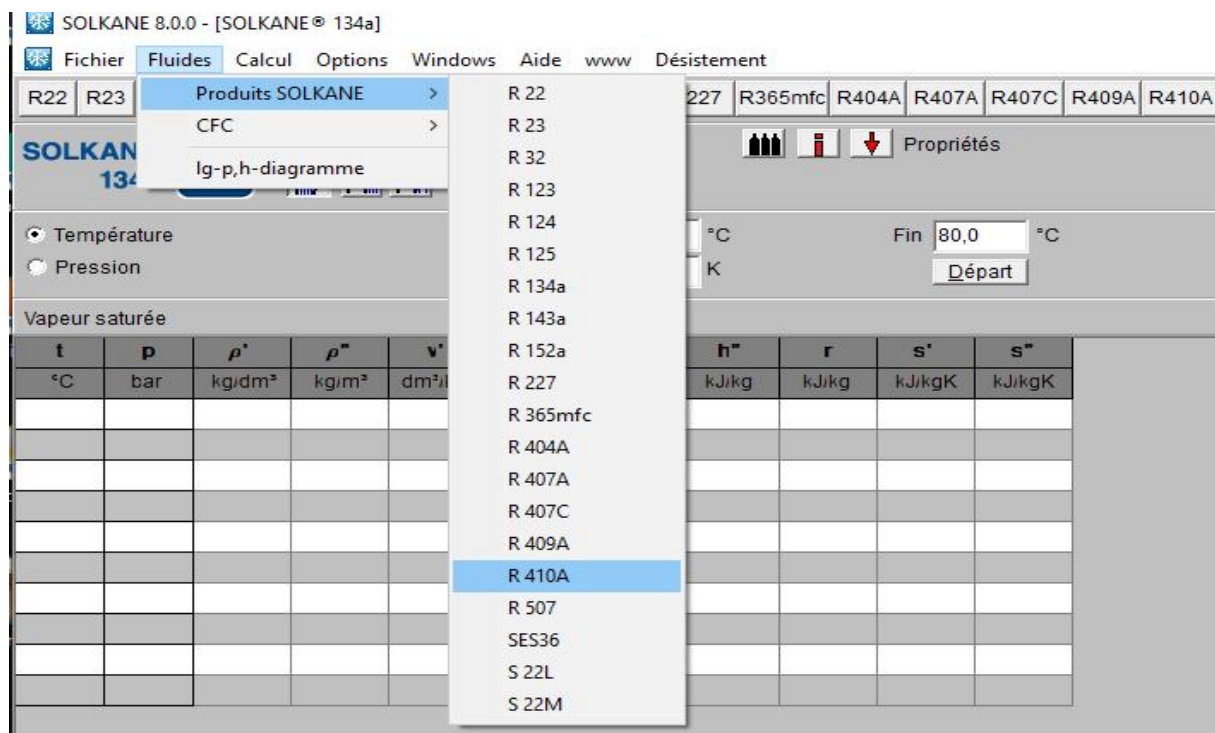 SOLKANE 8.0.0 - [SOLKANE® 134a]
Fichier Fluides Calcul Options Windows Aide www Désistement
R22 R23 227 R365mfc R404A R407A R407C R409A R410A
Produits SOLKANE >
CFC >
lg-p,h-diagramme
R 22
R 23
R 32
R 123
R 124
R 125
R 134a
R 143a
R 152a
R 227
R 365mfc
R 404A
R 407A
R 407C
R 409A
R 410A
R 507
SES36
S 22L
S 22M
SOLKAN
134
Propriétés
Température
Pression
°C Fin 80,0 °C
K Départ
Vapeur saturée
t p ρ' ρ" v' h" r s' s"
°C bar kg/dm³ kg/m³ dm³/ kJ/kg kJ/kg kJ/kgK kJ/kgK